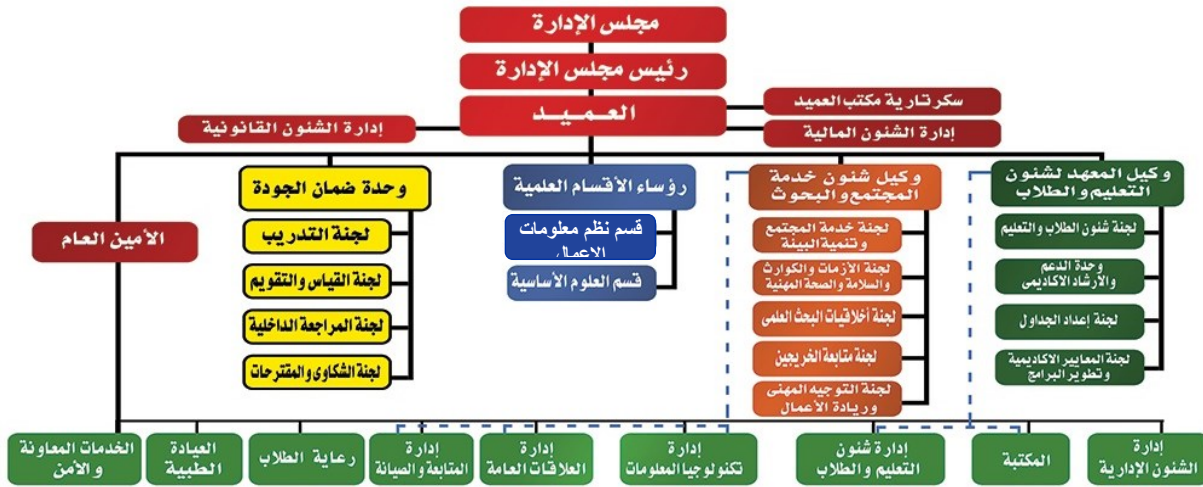 مجلس الإدارة
رئيس مجلس الإدارة
العميد
سكرتارية مكتب العميد
إدارة الشئون القانونية
إدارة الشئون المالية
وكيل المعهد لشئون
التعليم والطلاب
لجنة شئون الطلاب والتعليم
وحدة الدعم
والارشاد الاكاديمى
لجنة إعداد الجداول
لجنة المعايير الاكاديمية
وتطوير البرامج
وكيل شئون خدمة
المجتمع والبحوث
لجنة خدمة المجتمع
وتنمية البيئة
لجنة الأزمات والكوارث
والسلامة والصحة المهنية
لجنة أخلاقيات البحث العلمى
لجنة متابعة الخريجين
لجنة التوجيه المهنى
وريادة الأعمال
رؤساء الأقسام العلمية
قسم نظم معلومات
الاعمال
قسم العلوم الأساسية
وحدة ضمان الجودة
لجنة التدريب
لجنة القياس والتقويم
لجنة المراجعة الداخلية
لجنة الشكاوى والمقترحات
الأمين العام
إدارة
الشئون الإدارية
المكتبة
إدارة شئون
التعليم والطلاب
إدارة
تكنولوجيا المعلومات
إدارة
العلاقات العامة
إدارة
المتابعة والصيانة
رعاية الطلاب
العيادة
الطبية
الخدمات المعاونة
والأمن